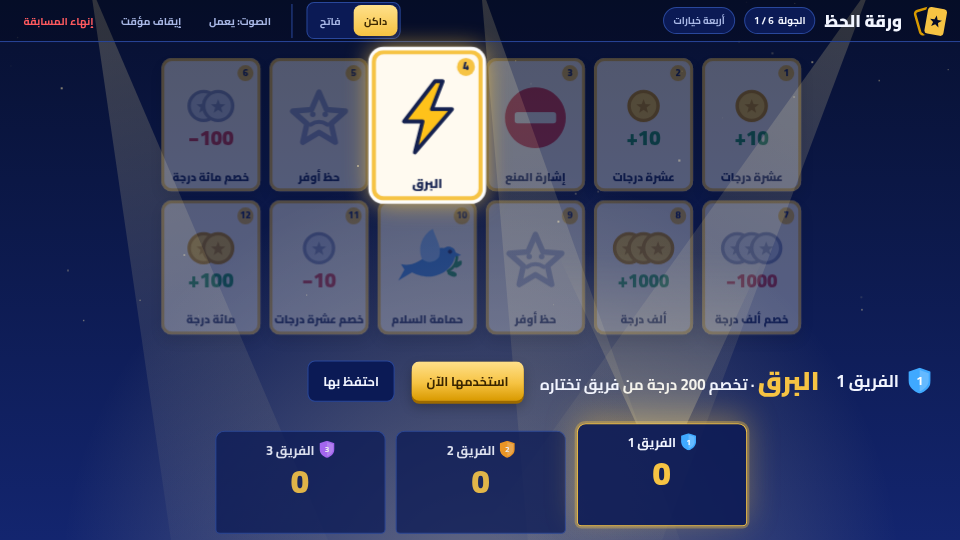 ورقة الحظ
الجولة 1 / 6
أربعة خيارات
داكن
فاتح
الصوت: يعمل
إيقاف مؤقت
إنهاء المسابقة
1
+10
عشرة درجات
2
+10
عشرة درجات
3
إشارة المنع
4
البرق
5
حظ أوفر
6
−100
خصم مائة درجة
7
−1000
خصم ألف درجة
8
+1000
ألف درجة
9
حظ أوفر
10
حمامة السلام
11
−10
خصم عشرة درجات
12
+100
مائة درجة
1
الفريق 1
البرق · تخصم 200 درجة من فريق تختاره
استخدمها الآن
احتفظ بها
1
الفريق 1
0
2
الفريق 2
0
3
الفريق 3
0